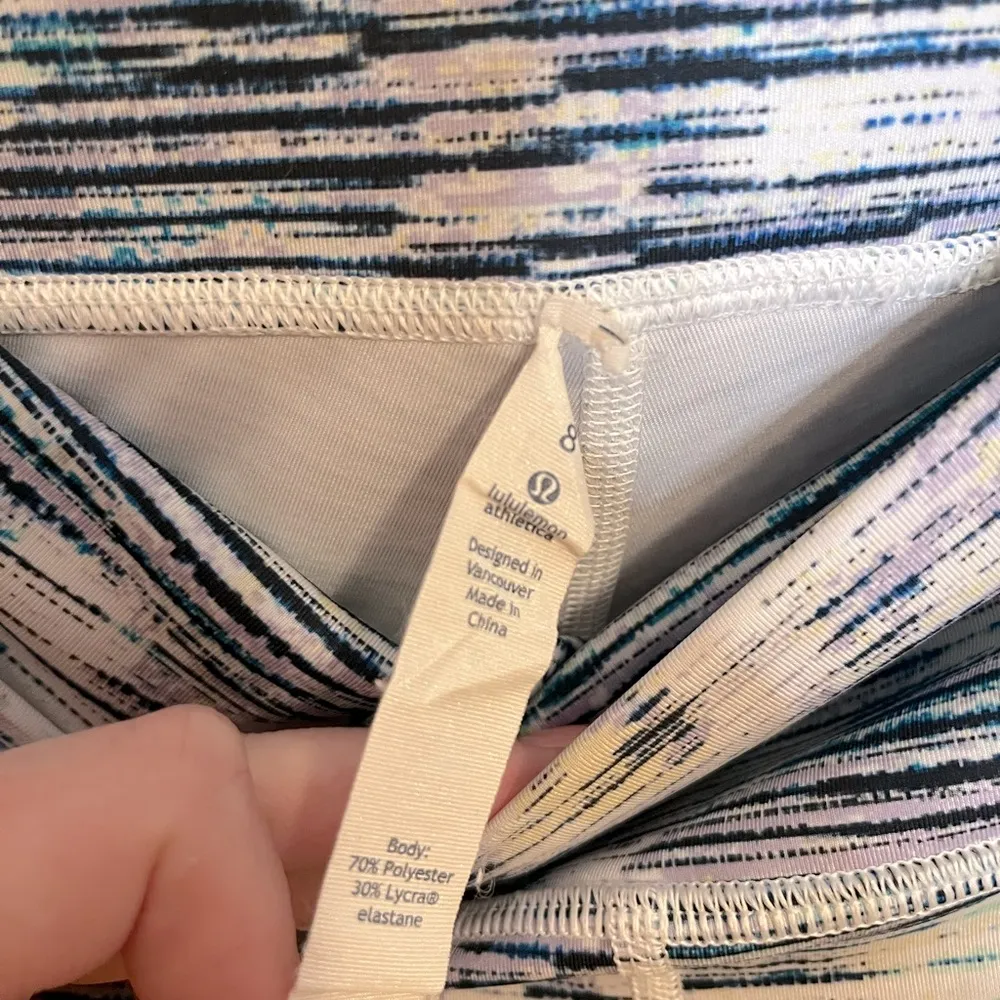 8
lululemon
athletica
Designed in
Vancouver
Made in
China
Body:
70% Polyester
30% Lycra®
elastane